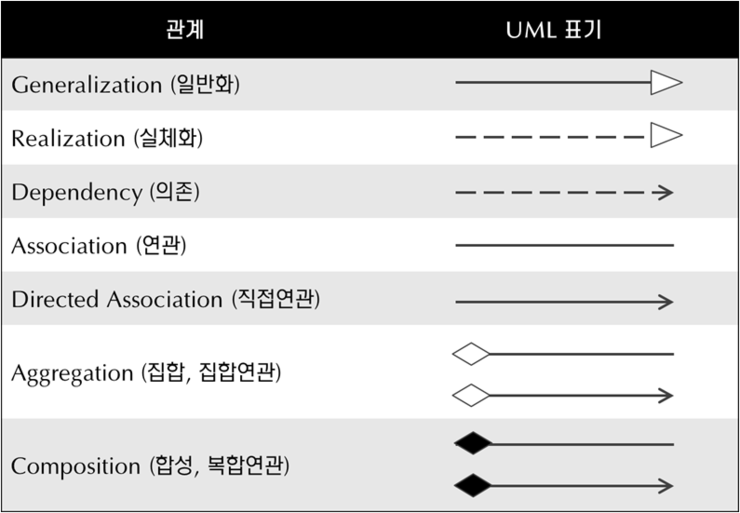 관계 UML 표기
Generalization (일반화)
Realization (실체화)
Dependency (의존)
Association (연관)
Directed Association (직접연관)
Aggregation (집합, 집합연관)
Composition (합성, 복합연관)